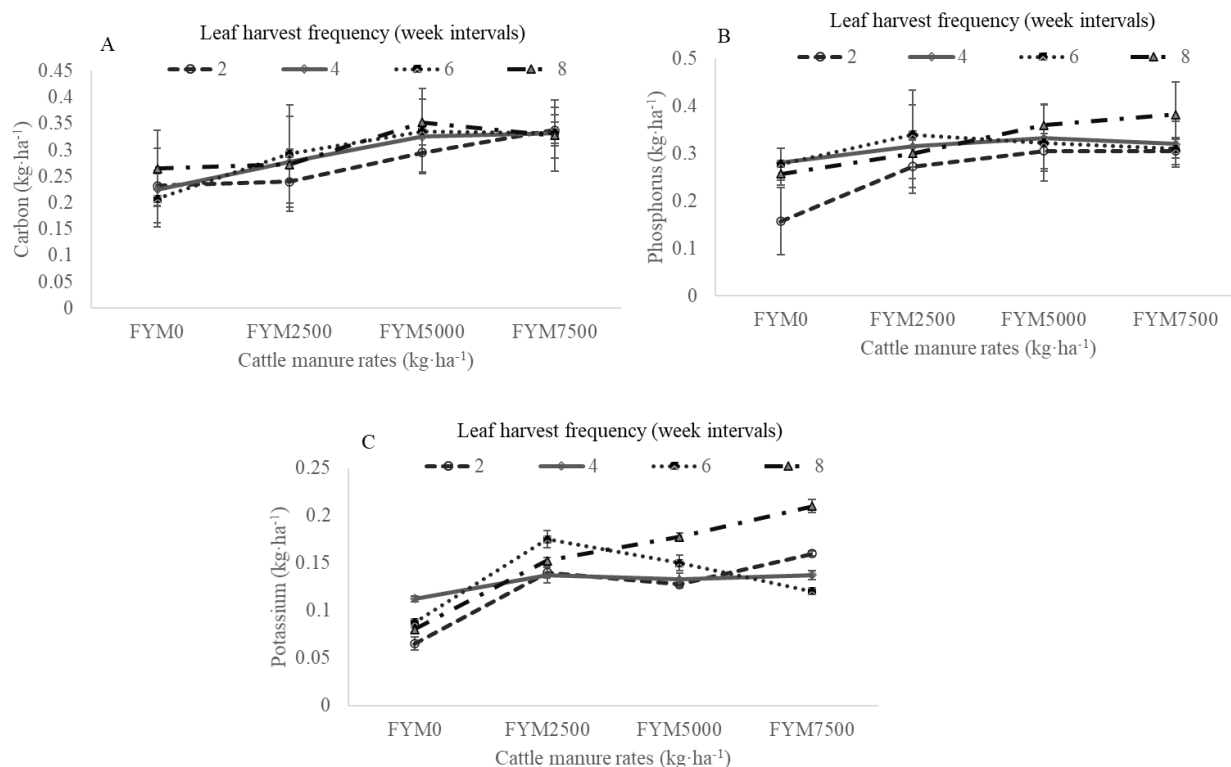 A
Leaf harvest frequency (week intervals)
2 4 6 8
Carbon (kg·ha⁻¹)
0.45
0.4
0.35
0.3
0.25
0.2
0.15
0.1
0.05
0
FYM0 FYM2500 FYM5000 FYM7500
Cattle manure rates (kg·ha⁻¹)
B
Leaf harvest frequency (week intervals)
2 4 6 8
Phosphorus (kg·ha⁻¹)
0.5
0.4
0.3
0.2
0.1
0
FYM0 FYM2500 FYM5000 FYM7500
Cattle manure rates (kg·ha⁻¹)
C
Leaf harvest frequency (week intervals)
2 4 6 8
Potassium (kg·ha⁻¹)
0.25
0.2
0.15
0.1
0.05
0
FYM0 FYM2500 FYM5000 FYM7500
Cattle manure rates (kg·ha⁻¹)